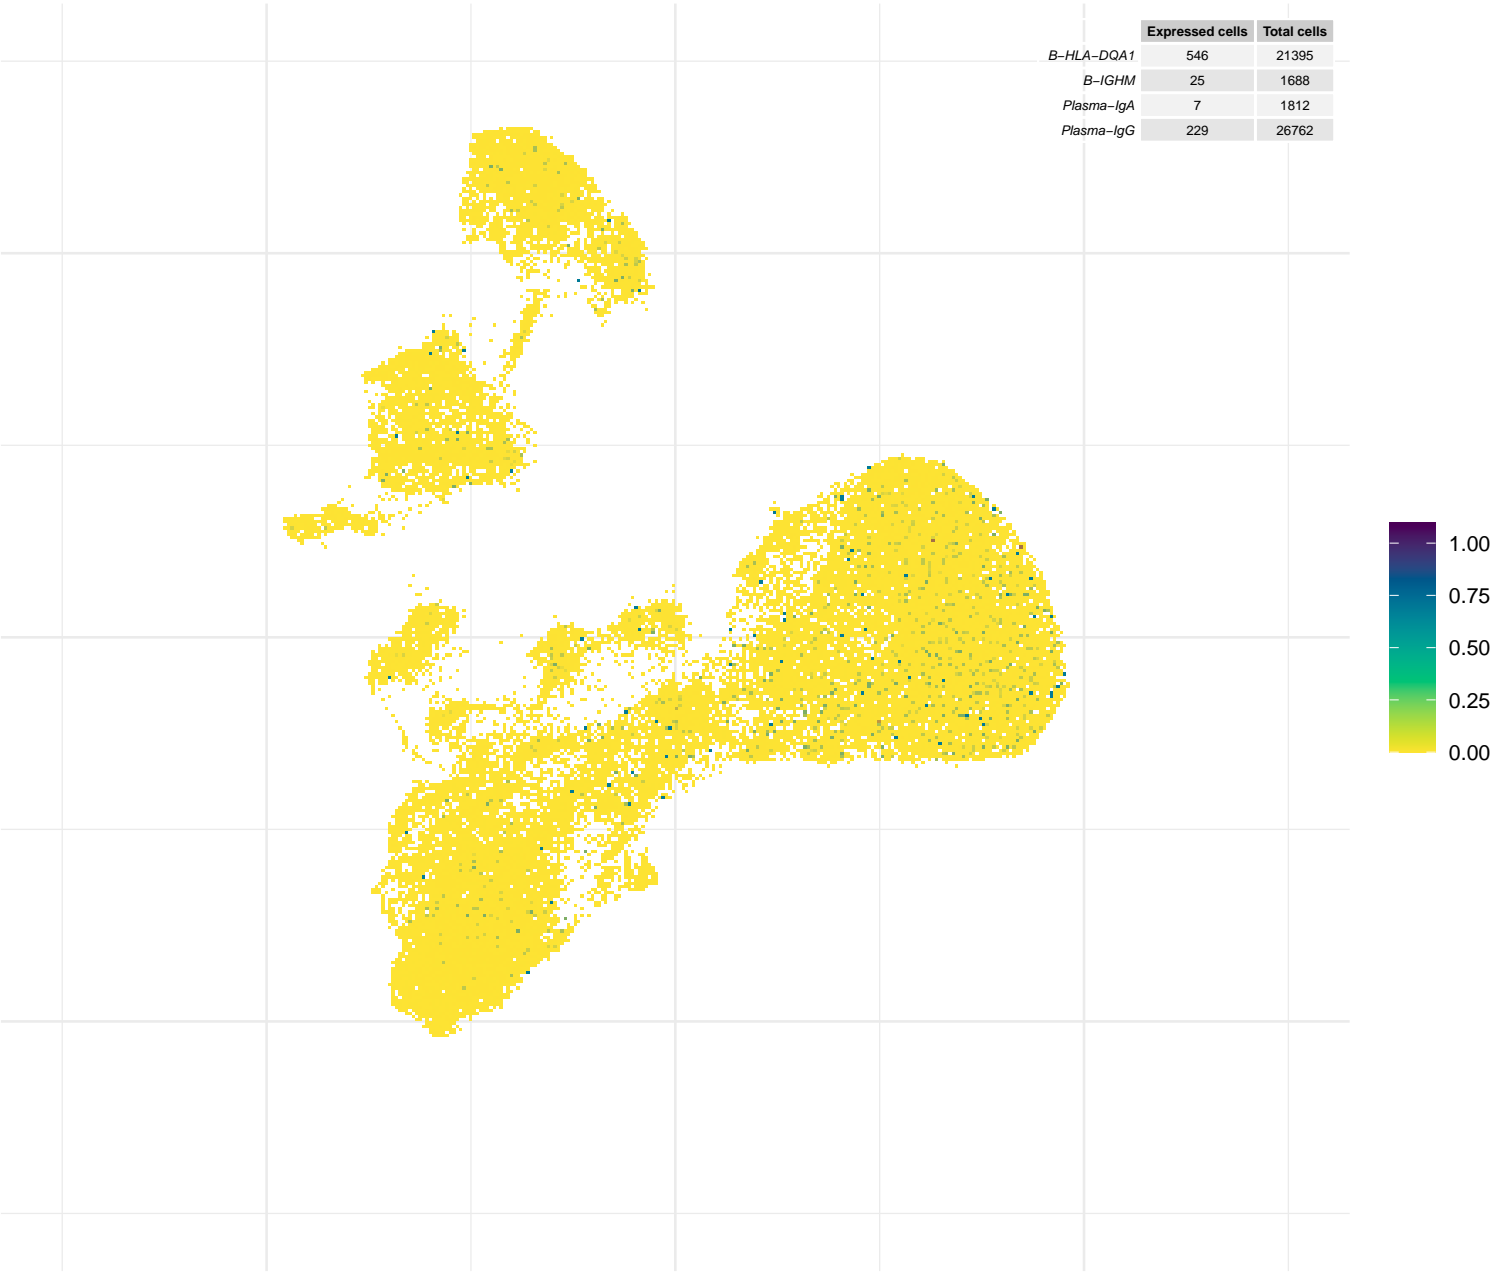 Expressed cells Total cells
B−HLA−DQA1 546 21395
B−IGHM 25 1688
Plasma−IgA 7 1812
Plasma−IgG 229 26762
1.00
0.75
0.50
0.25
0.00